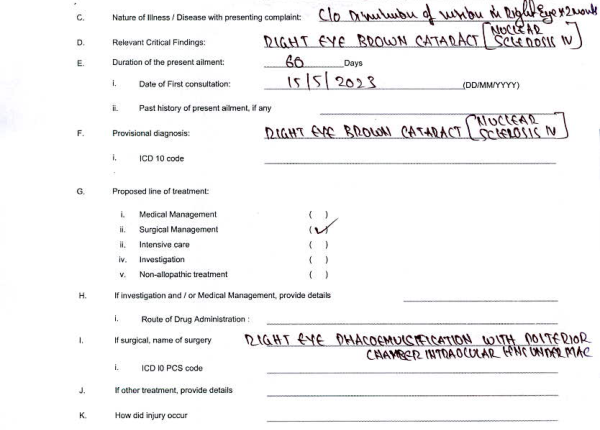 C. Nature of Illness / Disease with presenting complaint: C/o Diminution of vision in Right Eye x 2 month
D. Relevant Critical Findings: RIGHT EYE BROWN CATARACT [NUCLEAR SCLEROSIS IV]
E. Duration of the present ailment: 60 Days
i. Date of First consultation: 15/5/2023 (DD/MM/YYYY)
ii. Past history of present ailment, if any
F. Provisional diagnosis: RIGHT EYE BROWN CATARACT [NUCLEAR SCLEROSIS IV]
i. ICD 10 code
G. Proposed line of treatment:
i. Medical Management ( )
ii. Surgical Management (✓)
ii. Intensive care ( )
iv. Investigation ( )
v. Non-allopathic treatment ( )
H. If investigation and / or Medical Management, provide details
i. Route of Drug Administration :
I. If surgical, name of surgery RIGHT EYE PHACOEMULSIFICATION WITH POSTERIOR
CHAMBER INTRAOCULAR LENS UNDER MAC
i. ICD I0 PCS code
J. If other treatment, provide details
K. How did injury occur